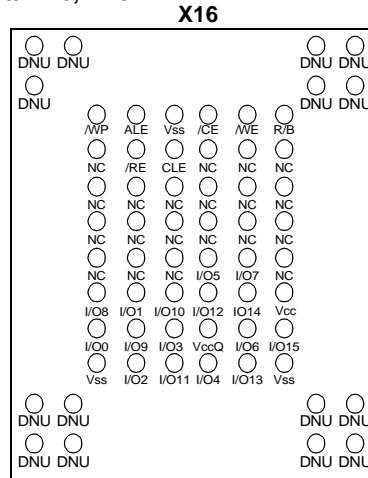 X16
DNU DNU DNU DNU
DNU DNU DNU
/WP ALE Vss /CE /WE R/B
NC /RE CLE NC NC NC
NC NC NC NC NC NC
NC NC NC NC NC NC
NC NC NC I/O5 I/O7 NC
I/O8 I/O1 I/O10 I/O12 IO14 Vcc
I/O0 I/O9 I/O3 VccQ I/O6 I/O15
Vss I/O2 I/O11 I/O4 I/O13 Vss
DNU DNU DNU DNU
DNU DNU DNU DNU